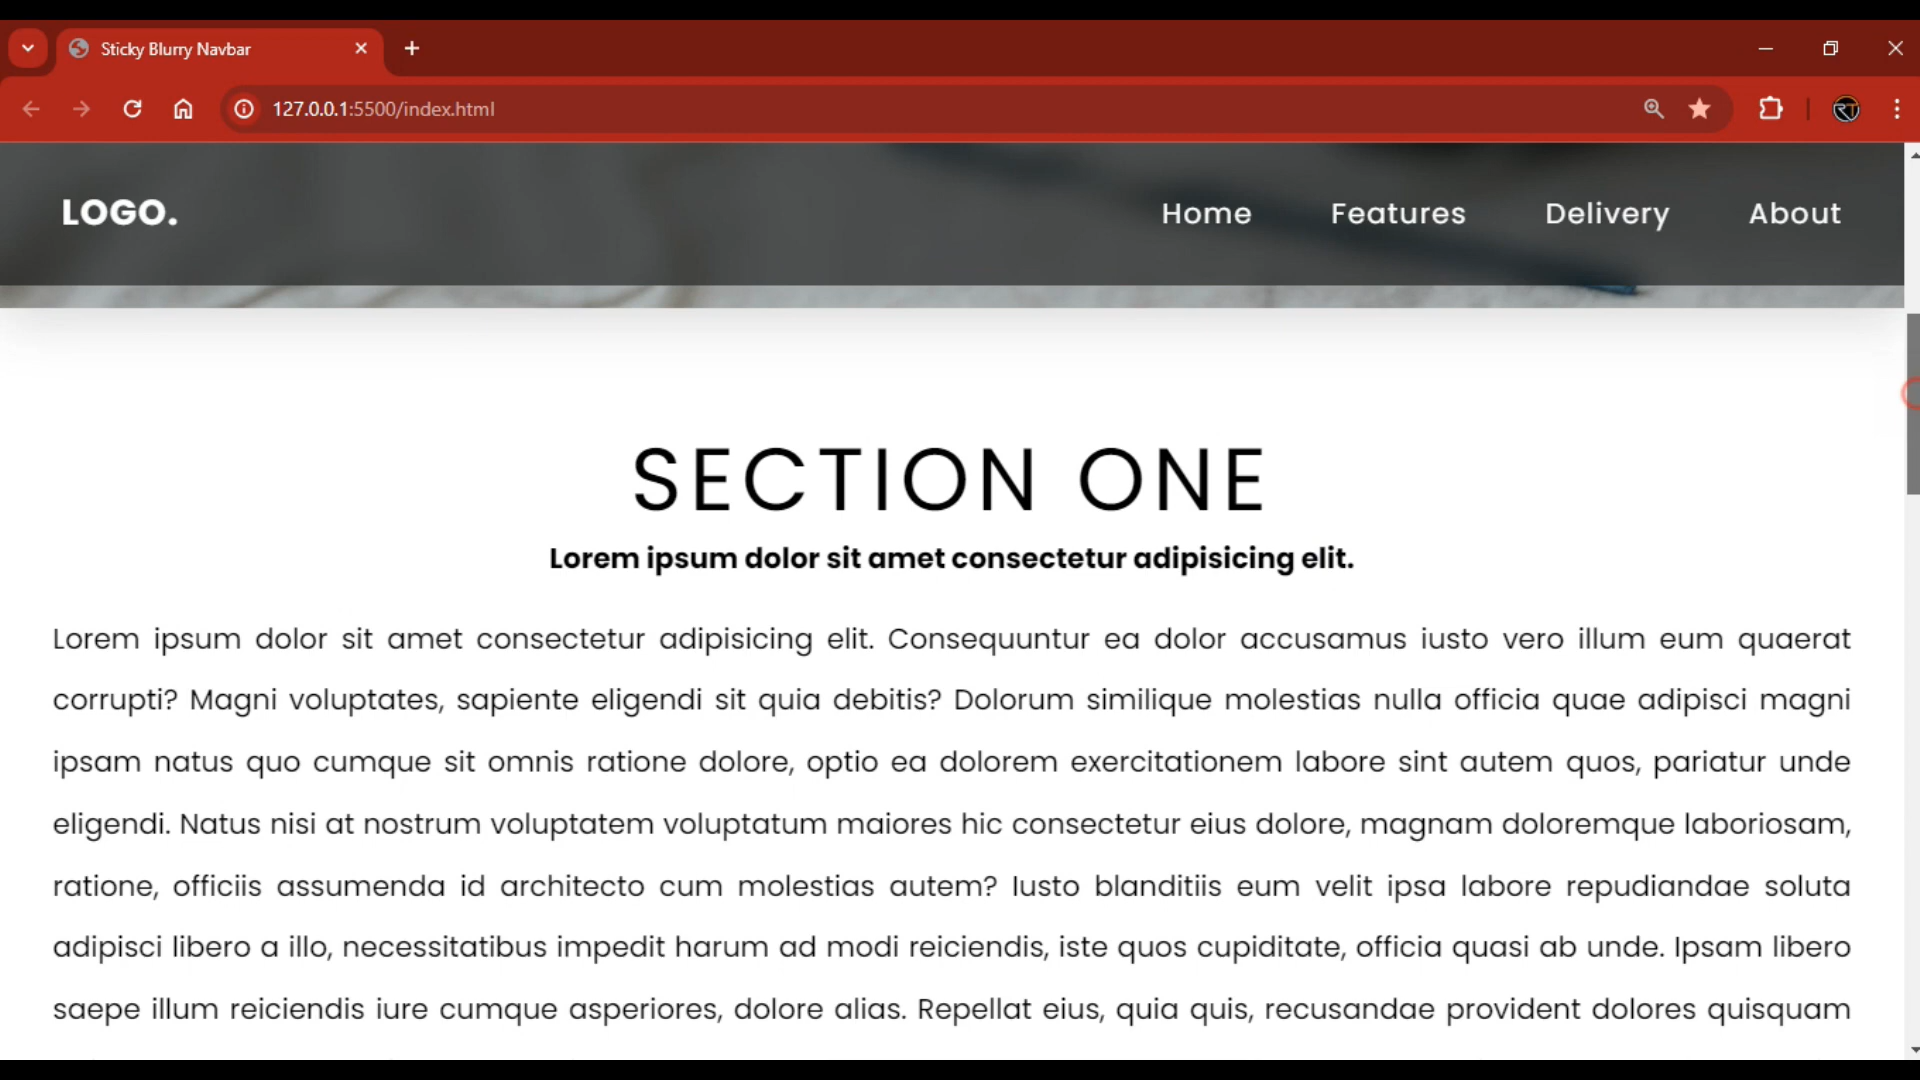 Sticky Blurry Navbar
127.0.0.1:5500/index.html
RT
LOGO.
Home
Features
Delivery
About
SECTION ONE
Lorem ipsum dolor sit amet consectetur adipisicing elit.
Lorem ipsum dolor sit amet consectetur adipisicing elit. Consequuntur ea dolor accusamus iusto vero illum eum quaerat
corrupti? Magni voluptates, sapiente eligendi sit quia debitis? Dolorum similique molestias nulla officia quae adipisci magni
ipsam natus quo cumque sit omnis ratione dolore, optio ea dolorem exercitationem labore sint autem quos, pariatur unde
eligendi. Natus nisi at nostrum voluptatem voluptatum maiores hic consectetur eius dolore, magnam doloremque laboriosam,
ratione, officiis assumenda id architecto cum molestias autem? Iusto blanditiis eum velit ipsa labore repudiandae soluta
adipisci libero a illo, necessitatibus impedit harum ad modi reiciendis, iste quos cupiditate, officia quasi ab unde. Ipsam libero
saepe illum reiciendis iure cumque asperiores, dolore alias. Repellat eius, quia quis, recusandae provident dolores quisquam